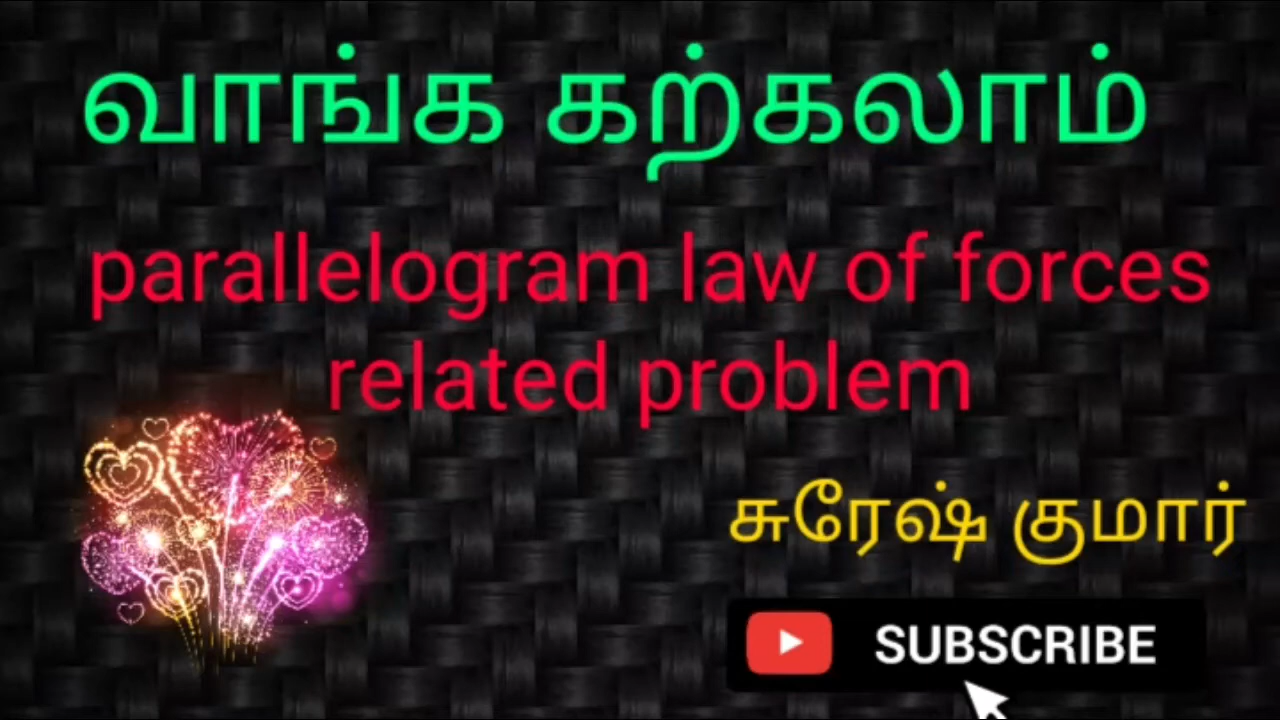 வாங்க கற்கலாம்
parallelogram law of forces
related problem
சுரேஷ் குமார்
SUBSCRIBE